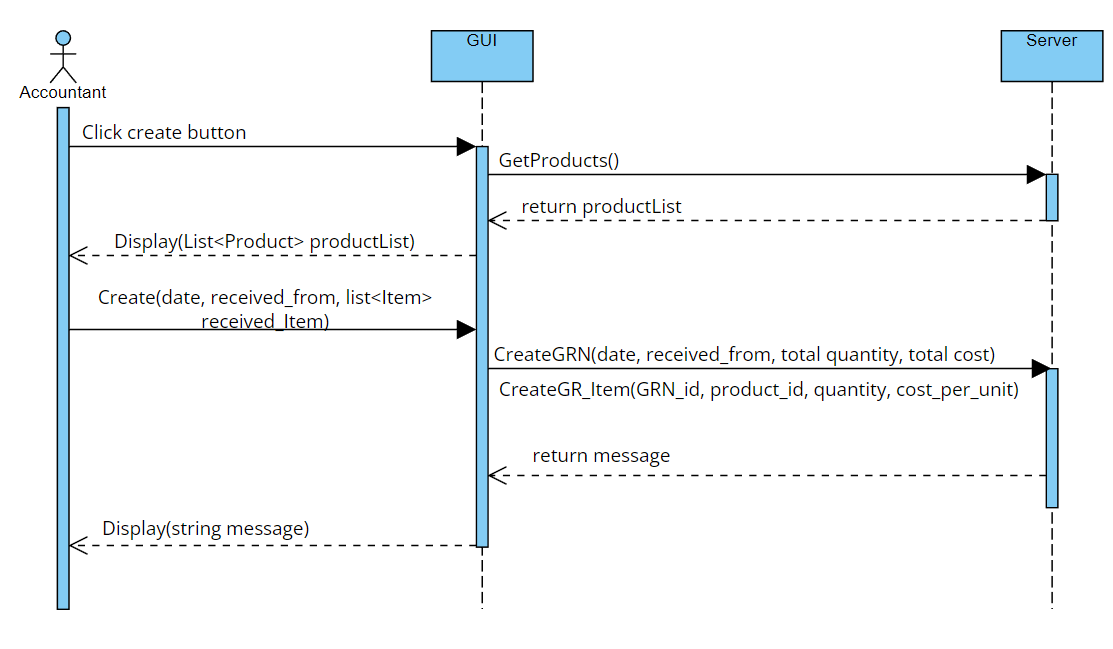 GUI
Server
Accountant
Click create button
GetProducts()
return productList
Display(List<Product> productList)
Create(date, received_from, list<Item>
received_Item)
CreateGRN(date, received_from, total quantity, total cost)
CreateGR_Item(GRN_id, product_id, quantity, cost_per_unit)
return message
Display(string message)